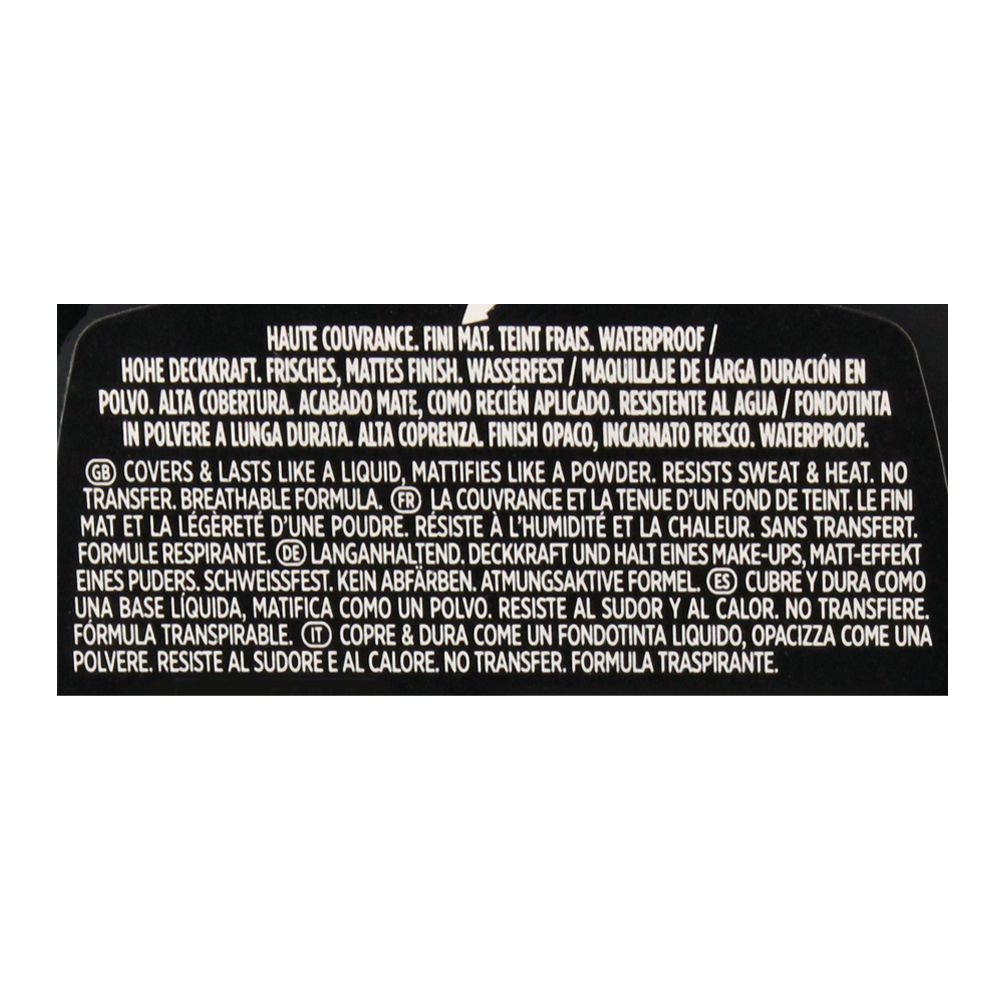 HAUTE COUVRANCE. FINI MAT. TEINT FRAIS. WATERPROOF /
HOHE DECKKRAFT. FRISCHES, MATTES FINISH. WASSERFEST / MAQUILLAJE DE LARGA DURACIÓN EN
POLVO. ALTA COBERTURA. ACABADO MATE, COMO RECIÉN APLICADO. RESISTENTE AL AGUA / FONDOTINTA
IN POLVERE A LUNGA DURATA. ALTA COPRENZA. FINISH OPACO, INCARNATO FRESCO. WATERPROOF.
GB COVERS & LASTS LIKE A LIQUID, MATTIFIES LIKE A POWDER. RESISTS SWEAT & HEAT. NO
TRANSFER. BREATHABLE FORMULA. FR LA COUVRANCE ET LA TENUE D'UN FOND DE TEINT. LE FINI
MAT ET LA LÉGÈRETÉ D'UNE POUDRE. RÉSISTE À L'HUMIDITÉ ET LA CHALEUR. SANS TRANSFERT.
FORMULE RESPIRANTE. DE LANGANHALTEND. DECKKRAFT UND HALT EINES MAKE-UPS, MATT-EFFEKT
EINES PUDERS. SCHWEISSFEST. KEIN ABFÄRBEN. ATMUNGSAKTIVE FORMEL. ES CUBRE Y DURA COMO
UNA BASE LÍQUIDA, MATIFICA COMO UN POLVO. RESISTE AL SUDOR Y AL CALOR. NO TRANSFIERE.
FÓRMULA TRANSPIRABLE. IT COPRE & DURA COME UN FONDOTINTA LIQUIDO, OPACIZZA COME UNA
POLVERE. RESISTE AL SUDORE E AL CALORE. NO TRANSFER. FORMULA TRASPIRANTE.